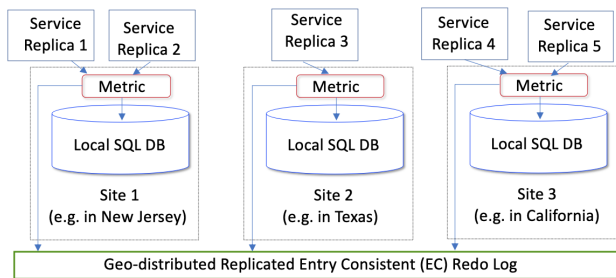 Service
Replica 1
Service
Replica 2
Service
Replica 3
Service
Replica 4
Service
Replica 5
Metric
Metric
Metric
Local SQL DB
Local SQL DB
Local SQL DB
Site 1
(e.g. in New Jersey)
Site 2
(e.g. in Texas)
Site 3
(e.g. in California)
Geo-distributed Replicated Entry Consistent (EC) Redo Log